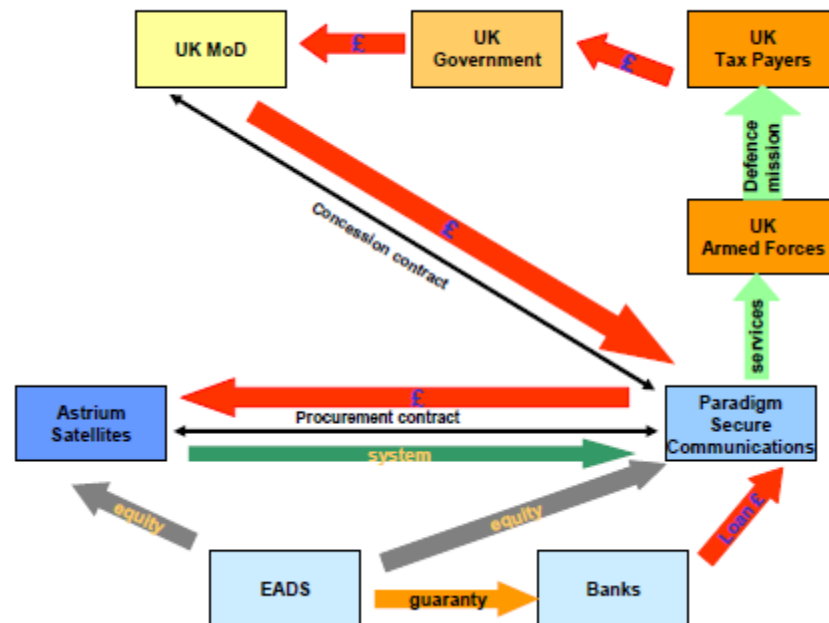 UK MoD
£
UK
Government
£
UK
Tax Payers
Defence
mission
UK
Armed Forces
services
£
Concession contract
Astrium
Satellites
£
Procurement contract
system
Paradigm
Secure
Communications
equity
equity
Loan £
EADS
guaranty
Banks